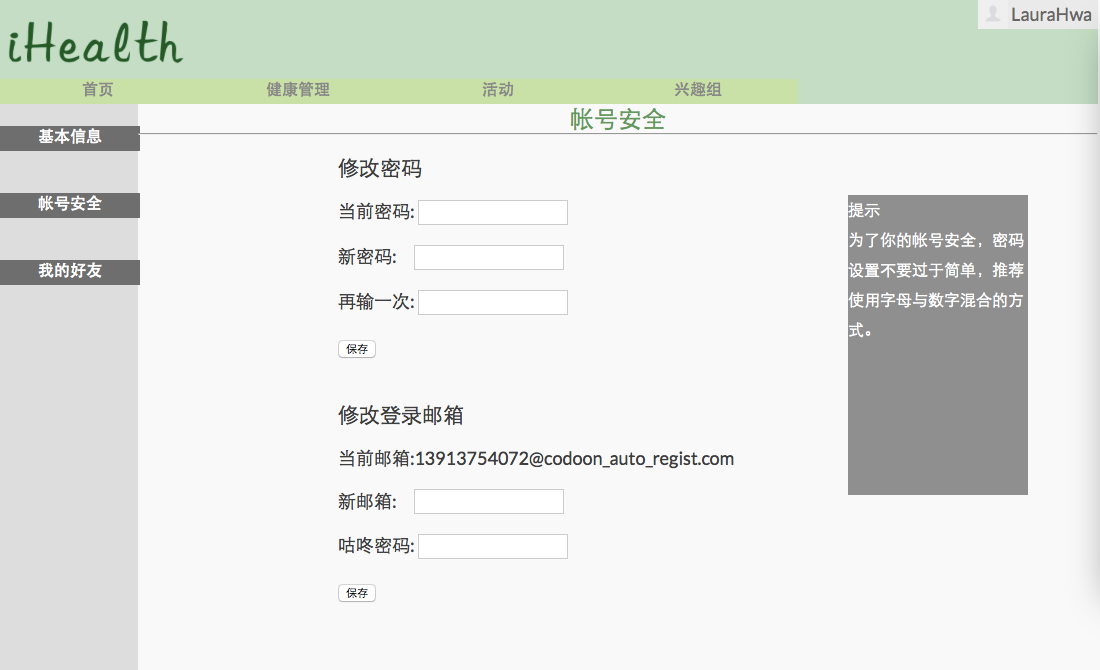 LauraHwa
iHealth
首页 健康管理 活动 兴趣组
帐号安全
基本信息
帐号安全
我的好友
修改密码
当前密码:
新密码:
再输一次:
保存
修改登录邮箱
当前邮箱:13913754072@codoon_auto_regist.com
新邮箱:
咕咚密码:
保存
提示
为了你的帐号安全，密码
设置不要过于简单，推荐
使用字母与数字混合的方
式。